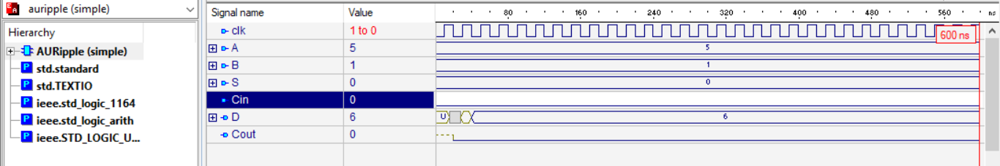 auripple (simple)
Signal name Value 80 160 240 320 400 480 560 ns
Hierarchy
clk 1 to 0 600 ns
AURipple (simple)
A 5 5
std.standard
B 1 1
std.TEXTIO
S 0 0
ieee.std_logic_1164
Cin 0
ieee.std_logic_arith
D 6 U 6
ieee.STD_LOGIC_U...
Cout 0